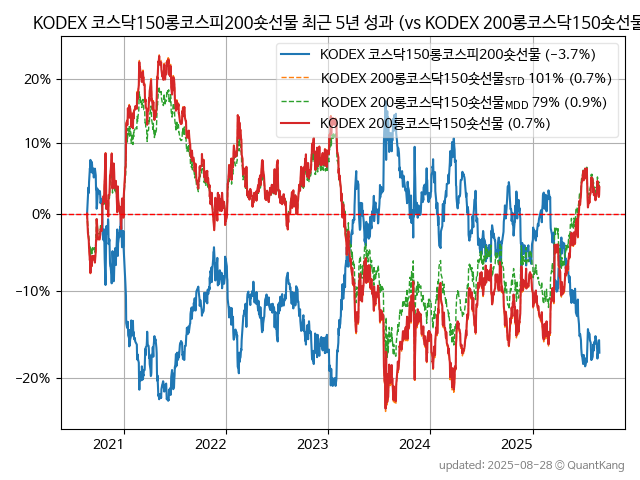 KODEX 코스닥150롱코스피200숏선물 최근 5년 성과 (vs KODEX 200롱코스닥150숏선물
KODEX 코스닥150롱코스피200숏선물 (−3.7%)
KODEX 200롱코스닥150숏선물STD 101% (0.7%)
KODEX 200롱코스닥150숏선물MDD 79% (0.9%)
KODEX 200롱코스닥150숏선물 (0.7%)
20%
10%
0%
−10%
−20%
2021 2022 2023 2024 2025
updated: 2025-08-28 © QuantKang